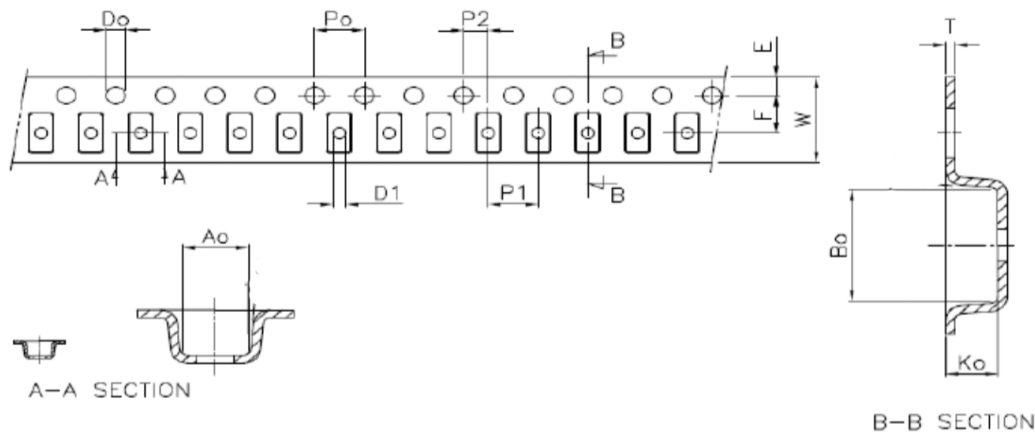 Do Po P2 B T E
F W
A A D1 P1 B
Ao Bo
Ko
A-A SECTION
B-B SECTION